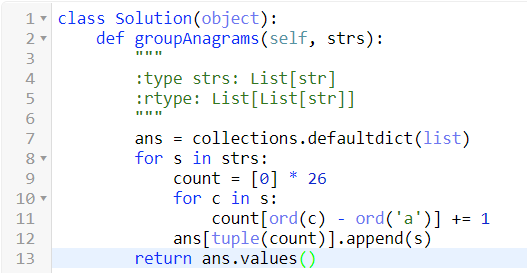 1 class Solution(object):
2     def groupAnagrams(self, strs):
3         """
4         :type strs: List[str]
5         :rtype: List[List[str]]
6         """
7         ans = collections.defaultdict(list)
8         for s in strs:
9             count = [0] * 26
10             for c in s:
11                 count[ord(c) - ord('a')] += 1
12             ans[tuple(count)].append(s)
13         return ans.values()